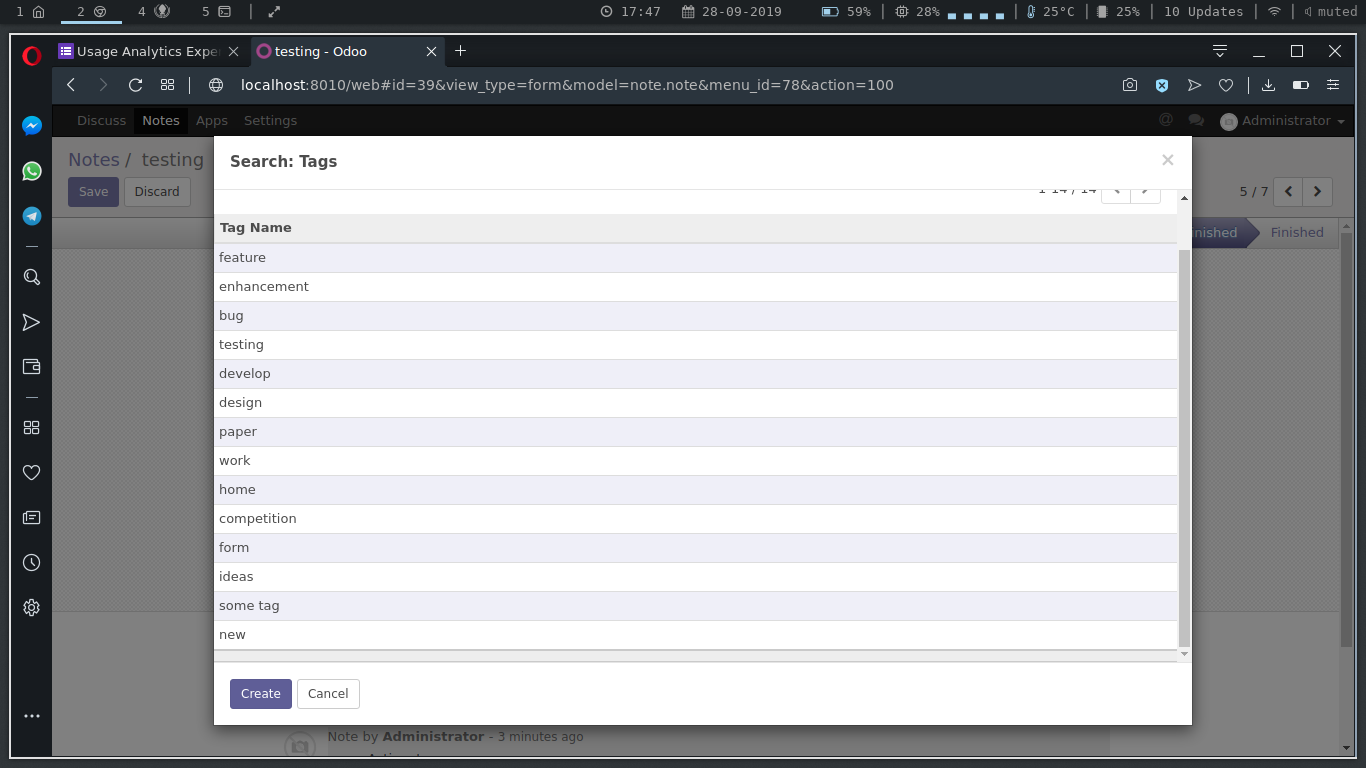 1 2 4 5 17:47 28-09-2019 59% 28% 25°C 25% 10 Updates muted
Usage Analytics Expe testing - Odoo
localhost:8010/web#id=39&view_type=form&model=note.note&menu_id=78&action=100
Discuss Notes Apps Settings @ Administrator
Notes / testing
Save Discard 5 / 7
Search: Tags ×
1-14 / 14
Finished
Tag Name
feature
enhancement
bug
testing
develop
design
paper
work
home
competition
form
ideas
some tag
new
Create Cancel
Note by Administrator - 3 minutes ago